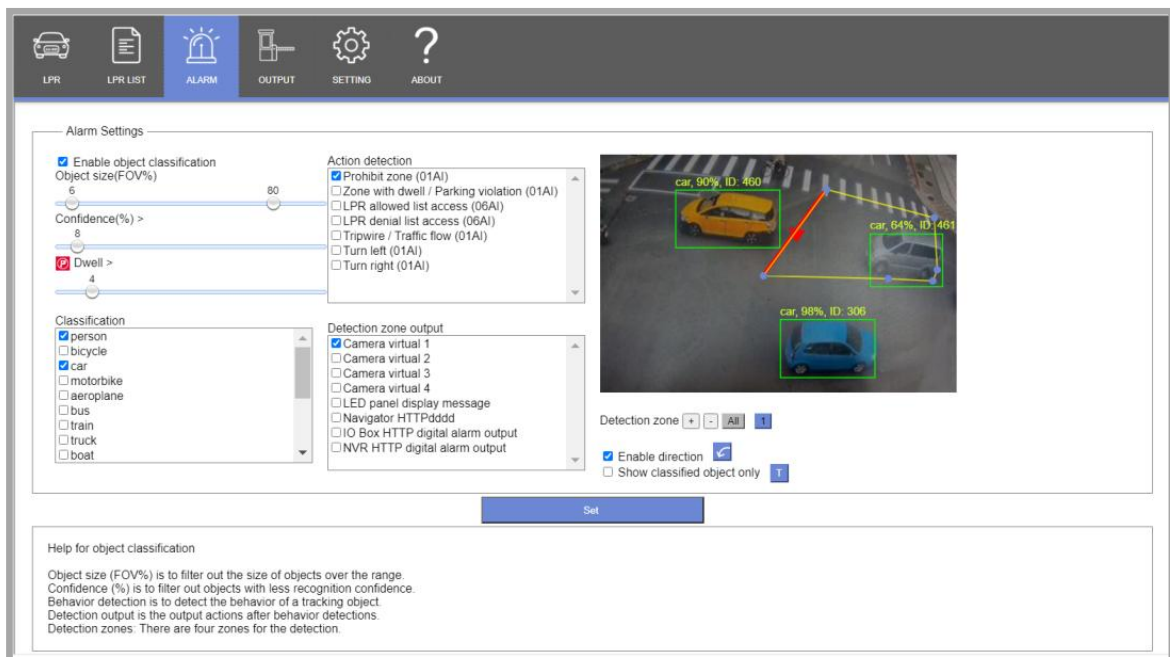 LPR
LPR LIST
ALARM
OUTPUT
SETTING
ABOUT
Alarm Settings
Enable object classification
Object size(FOV%)
6
80
Confidence(%) >
8
P
Dwell >
4
Classification
person
bicycle
car
motorbike
aeroplane
bus
train
truck
boat
Action detection
Prohibit zone (01AI)
Zone with dwell / Parking violation (01AI)
LPR allowed list access (06AI)
LPR denial list access (06AI)
Tripwire / Traffic flow (01AI)
Turn left (01AI)
Turn right (01AI)
Detection zone output
Camera virtual 1
Camera virtual 2
Camera virtual 3
Camera virtual 4
LED panel display message
Navigator HTTPdddd
IO Box HTTP digital alarm output
NVR HTTP digital alarm output
car, 90%, ID: 460
car, 64%, ID: 461
car, 98%, ID: 306
Detection zone + - All 1
Enable direction
Show classified object only T
Set
Help for object classification
Object size (FOV%) is to filter out the size of objects over the range.
Confidence (%) is to filter out objects with less recognition confidence.
Behavior detection is to detect the behavior of a tracking object.
Detection output is the output actions after behavior detections.
Detection zones: There are four zones for the detection.